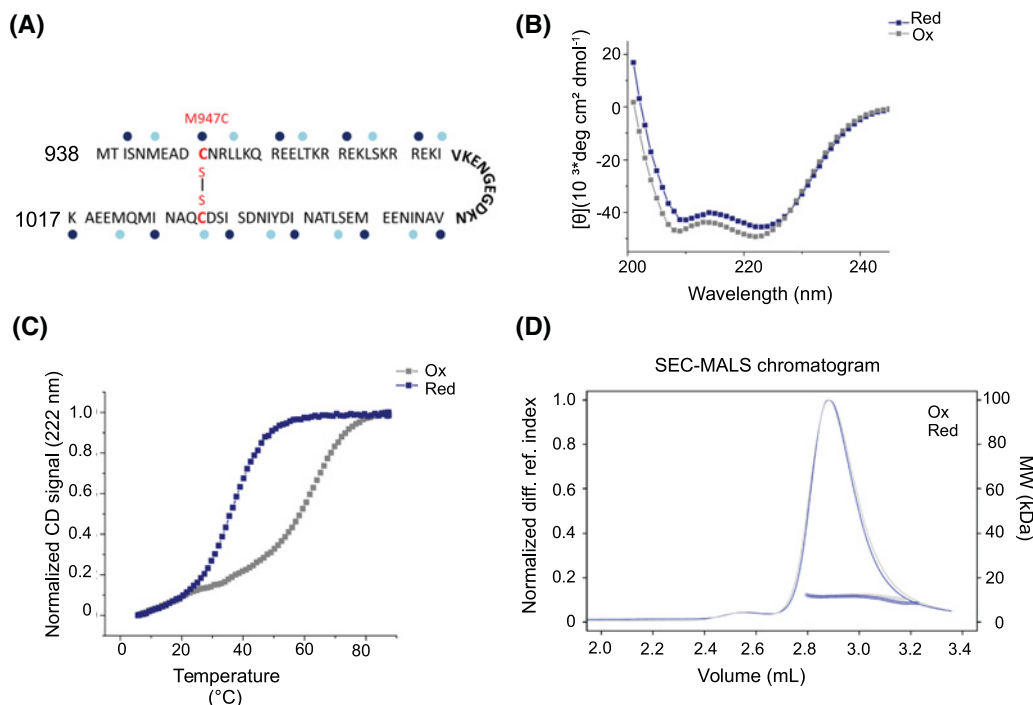 (A)
M947C
938 MTISNMEAD CNRLLKQ REELTKR REKLSKR REKI VKENGEGDKN
S
S
1017 K AEEMQMI NAQCDSI SDNIYDI NATLSEM EENINAV
(B)
Red
Ox
[θ](10 ³*deg cm² dmol⁻¹)
20
0
-20
-40
200 220 240
Wavelength (nm)
(C)
Ox
Red
Normalized CD signal (222 nm)
1.0
0.8
0.6
0.4
0.2
0
0 20 40 60 80
Temperature
(°C)
(D)
SEC-MALS chromatogram
Ox
Red
Normalized diff. ref. index
1.0
0.8
0.6
0.4
0.2
0
MW (kDa)
100
80
60
40
20
0
2.0 2.2 2.4 2.6 2.8 3.0 3.2 3.4
Volume (mL)